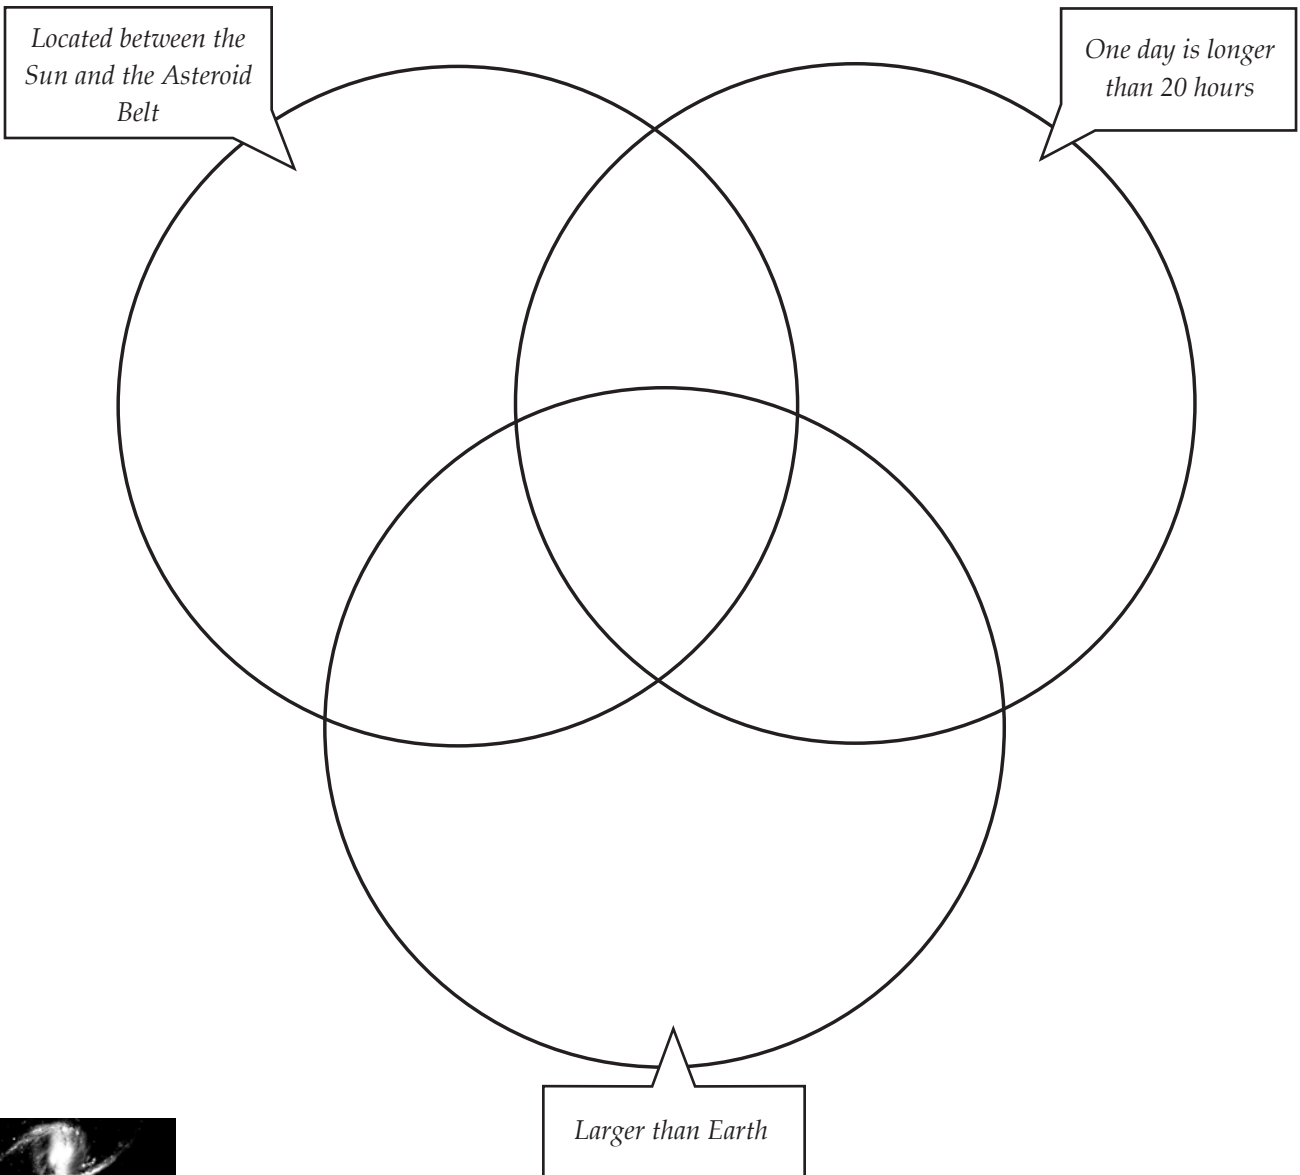 Located between the
Sun and the Asteroid
Belt
One day is longer
than 20 hours
Larger than Earth